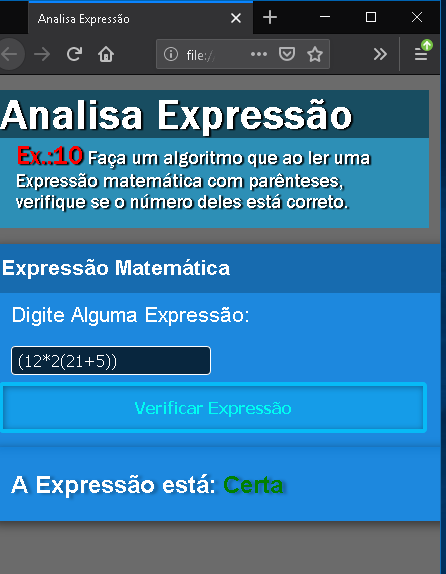 Analisa Expressão
file:/
Analisa Expressão
Ex.:10 Faça um algoritmo que ao ler uma
Expressão matemática com parênteses,
verifique se o número deles está correto.
Expressão Matemática
Digite Alguma Expressão:
(12*2(21+5))
Verificar Expressão
A Expressão está: Certa